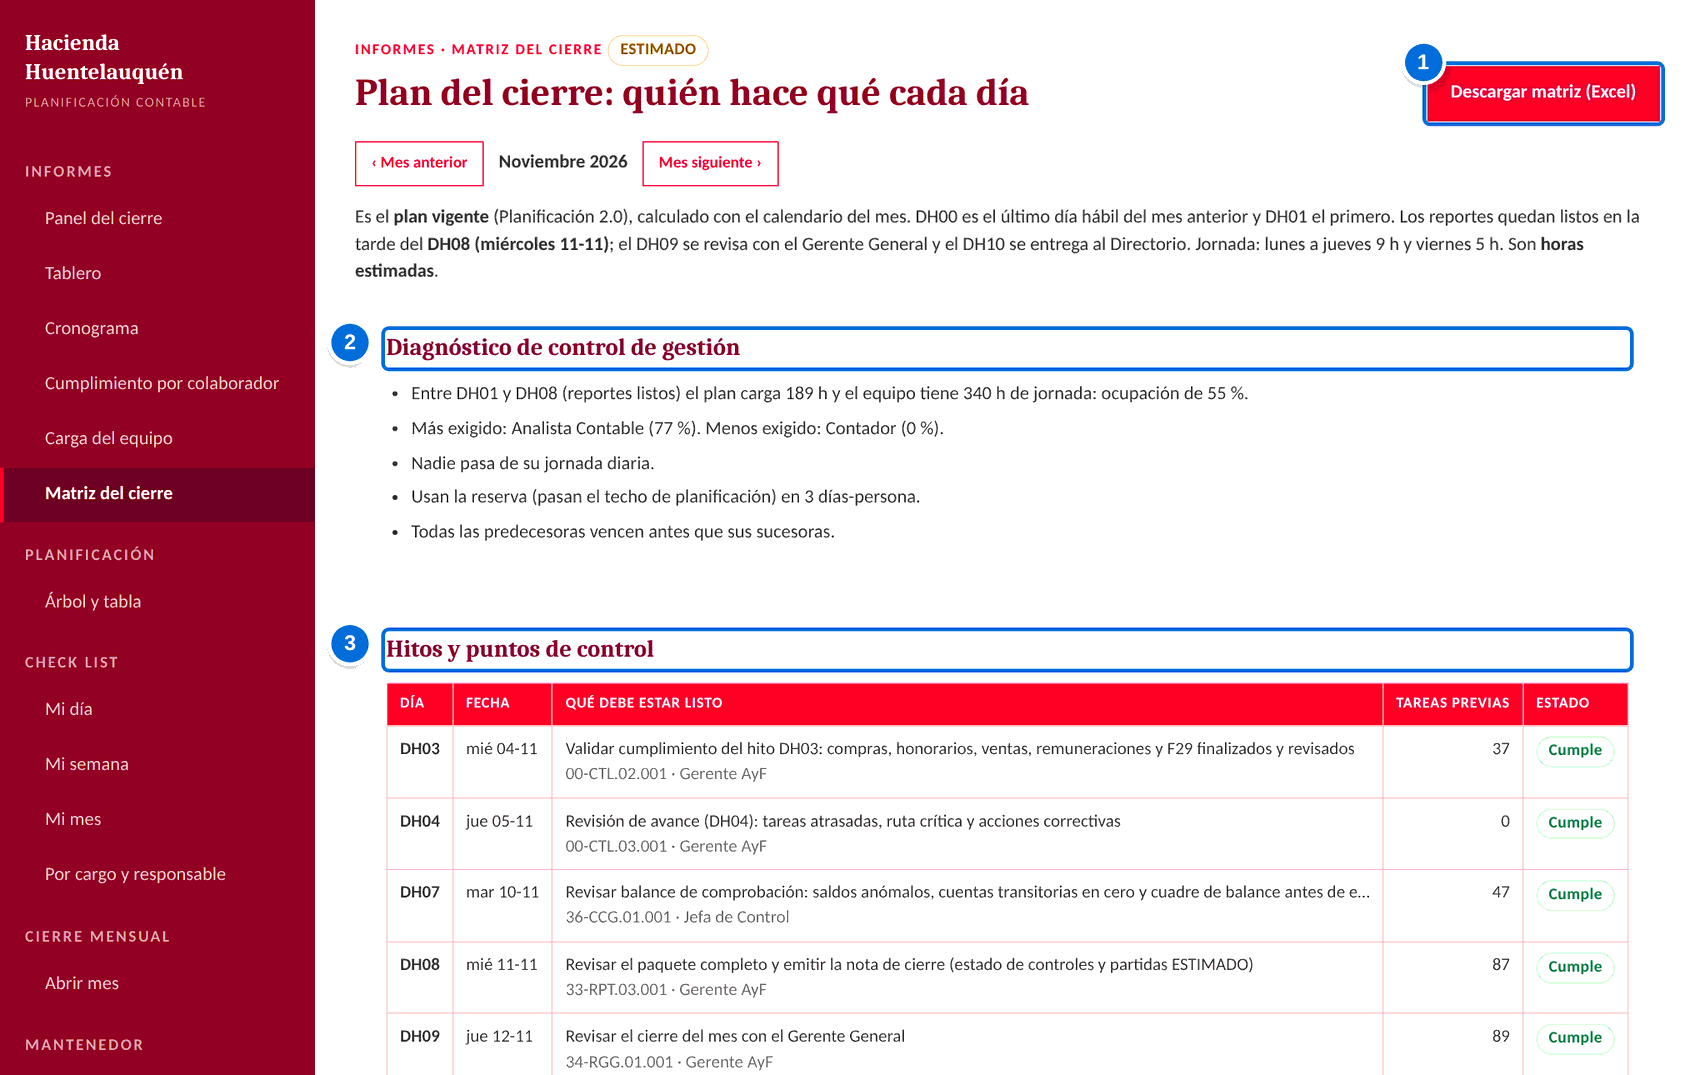 Hacienda
Huentelauquén
PLANIFICACIÓN CONTABLE
INFORMES
Panel del cierre
Tablero
Cronograma
Cumplimiento por colaborador
Carga del equipo
Matriz del cierre
PLANIFICACIÓN
Árbol y tabla
CHECK LIST
Mi día
Mi semana
Mi mes
Por cargo y responsable
CIERRE MENSUAL
Abrir mes
MANTENEDOR
INFORMES · MATRIZ DEL CIERRE ESTIMADO
Plan del cierre: quién hace qué cada día
1
Descargar matriz (Excel)
‹ Mes anterior Noviembre 2026 Mes siguiente ›
Es el plan vigente (Planificación 2.0), calculado con el calendario del mes. DH00 es el último día hábil del mes anterior y DH01 el primero. Los reportes quedan listos en la
tarde del DH08 (miércoles 11-11); el DH09 se revisa con el Gerente General y el DH10 se entrega al Directorio. Jornada: lunes a jueves 9 h y viernes 5 h. Son horas
estimadas.
2 Diagnóstico de control de gestión
• Entre DH01 y DH08 (reportes listos) el plan carga 189 h y el equipo tiene 340 h de jornada: ocupación de 55 %.
• Más exigido: Analista Contable (77 %). Menos exigido: Contador (0 %).
• Nadie pasa de su jornada diaria.
• Usan la reserva (pasan el techo de planificación) en 3 días-persona.
• Todas las predecesoras vencen antes que sus sucesoras.
3 Hitos y puntos de control
DÍA FECHA QUÉ DEBE ESTAR LISTO TAREAS PREVIAS ESTADO
DH03 mié 04-11 Validar cumplimiento del hito DH03: compras, honorarios, ventas, remuneraciones y F29 finalizados y revisados 37 Cumple
00-CTL.02.001 · Gerente AyF
DH04 jue 05-11 Revisión de avance (DH04): tareas atrasadas, ruta crítica y acciones correctivas 0 Cumple
00-CTL.03.001 · Gerente AyF
DH07 mar 10-11 Revisar balance de comprobación: saldos anómalos, cuentas transitorias en cero y cuadre de balance antes de e... 47 Cumple
36-CCG.01.001 · Jefa de Control
DH08 mié 11-11 Revisar el paquete completo y emitir la nota de cierre (estado de controles y partidas ESTIMADO) 87 Cumple
33-RPT.03.001 · Gerente AyF
DH09 jue 12-11 Revisar el cierre del mes con el Gerente General 89 Cumple
34-RGG.01.001 · Gerente AyF